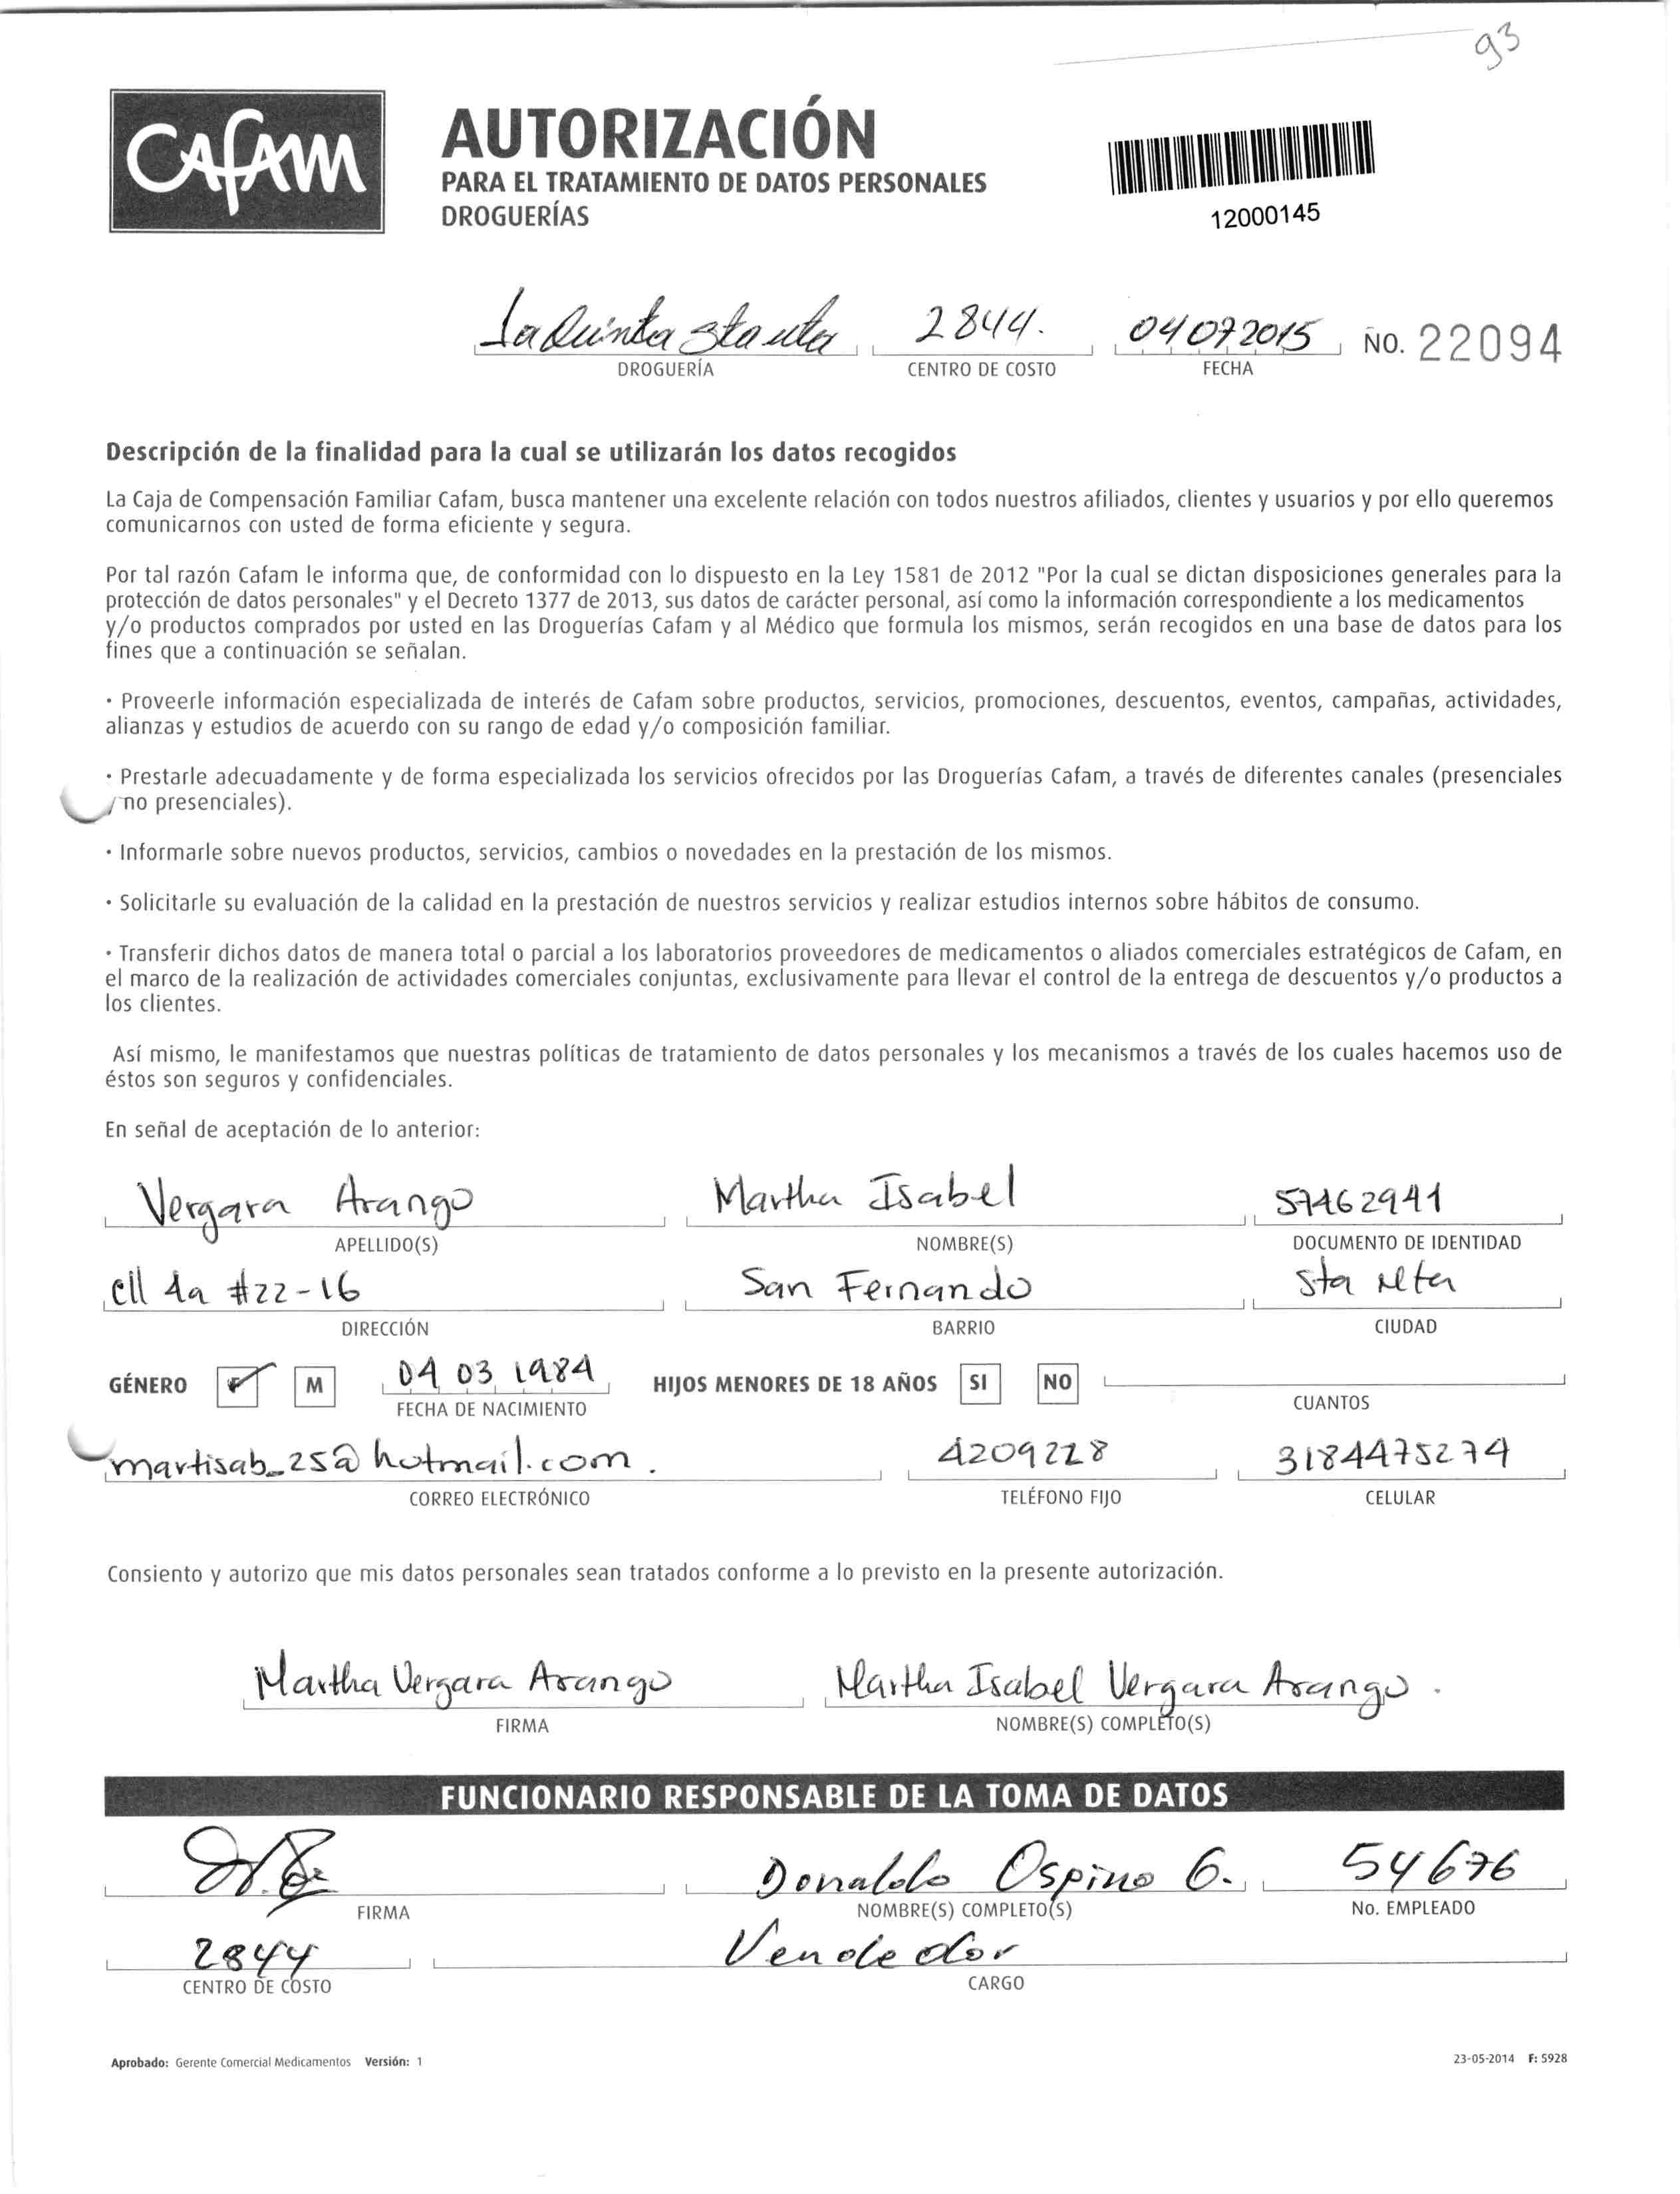 93
CAFAM
AUTORIZACIÓN
PARA EL TRATAMIENTO DE DATOS PERSONALES
DROGUERÍAS
12000145
La Quinta Sta 2844. 04 07 2015 NO. 22094
DROGUERÍA CENTRO DE COSTO FECHA
Descripción de la finalidad para la cual se utilizarán los datos recogidos
La Caja de Compensación Familiar Cafam, busca mantener una excelente relación con todos nuestros afiliados, clientes y usuarios y por ello queremos
comunicarnos con usted de forma eficiente y segura.
Por tal razón Cafam le informa que, de conformidad con lo dispuesto en la Ley 1581 de 2012 "Por la cual se dictan disposiciones generales para la
protección de datos personales" y el Decreto 1377 de 2013, sus datos de carácter personal, así como la información correspondiente a los medicamentos
y/o productos comprados por usted en las Droguerías Cafam y al Médico que formula los mismos, serán recogidos en una base de datos para los
fines que a continuación se señalan.
· Proveerle información especializada de interés de Cafam sobre productos, servicios, promociones, descuentos, eventos, campañas, actividades,
alianzas y estudios de acuerdo con su rango de edad y/o composición familiar.
· Prestarle adecuadamente y de forma especializada los servicios ofrecidos por las Droguerías Cafam, a través de diferentes canales (presenciales
/ no presenciales).
· Informarle sobre nuevos productos, servicios, cambios o novedades en la prestación de los mismos.
· Solicitarle su evaluación de la calidad en la prestación de nuestros servicios y realizar estudios internos sobre hábitos de consumo.
· Transferir dichos datos de manera total o parcial a los laboratorios proveedores de medicamentos o aliados comerciales estratégicos de Cafam, en
el marco de la realización de actividades comerciales conjuntas, exclusivamente para llevar el control de la entrega de descuentos y/o productos a
los clientes.
Así mismo, le manifestamos que nuestras políticas de tratamiento de datos personales y los mecanismos a través de los cuales hacemos uso de
éstos son seguros y confidenciales.
En señal de aceptación de lo anterior:
Vergara Arango Martha Isabel 57462941
APELLIDO(S) NOMBRE(S) DOCUMENTO DE IDENTIDAD
cll 4a #22-16 San Fernando Sta Mta
DIRECCIÓN BARRIO CIUDAD
GÉNERO F M 04 03 1984 HIJOS MENORES DE 18 AÑOS SI NO
FECHA DE NACIMIENTO CUANTOS
martisab_25@hotmail.com. 4209228 3184475274
CORREO ELECTRÓNICO TELÉFONO FIJO CELULAR
Consiento y autorizo que mis datos personales sean tratados conforme a lo previsto en la presente autorización.
Martha Vergara Arango Martha Isabel Vergara Arango.
FIRMA NOMBRE(S) COMPLETO(S)
FUNCIONARIO RESPONSABLE DE LA TOMA DE DATOS
Donaldo Ospino G. 54676
FIRMA NOMBRE(S) COMPLETO(S) No. EMPLEADO
2844 Vendedor
CENTRO DE COSTO CARGO
Aprobado: Gerente Comercial Medicamentos Versión: 1 23-05-2014 F: 5928